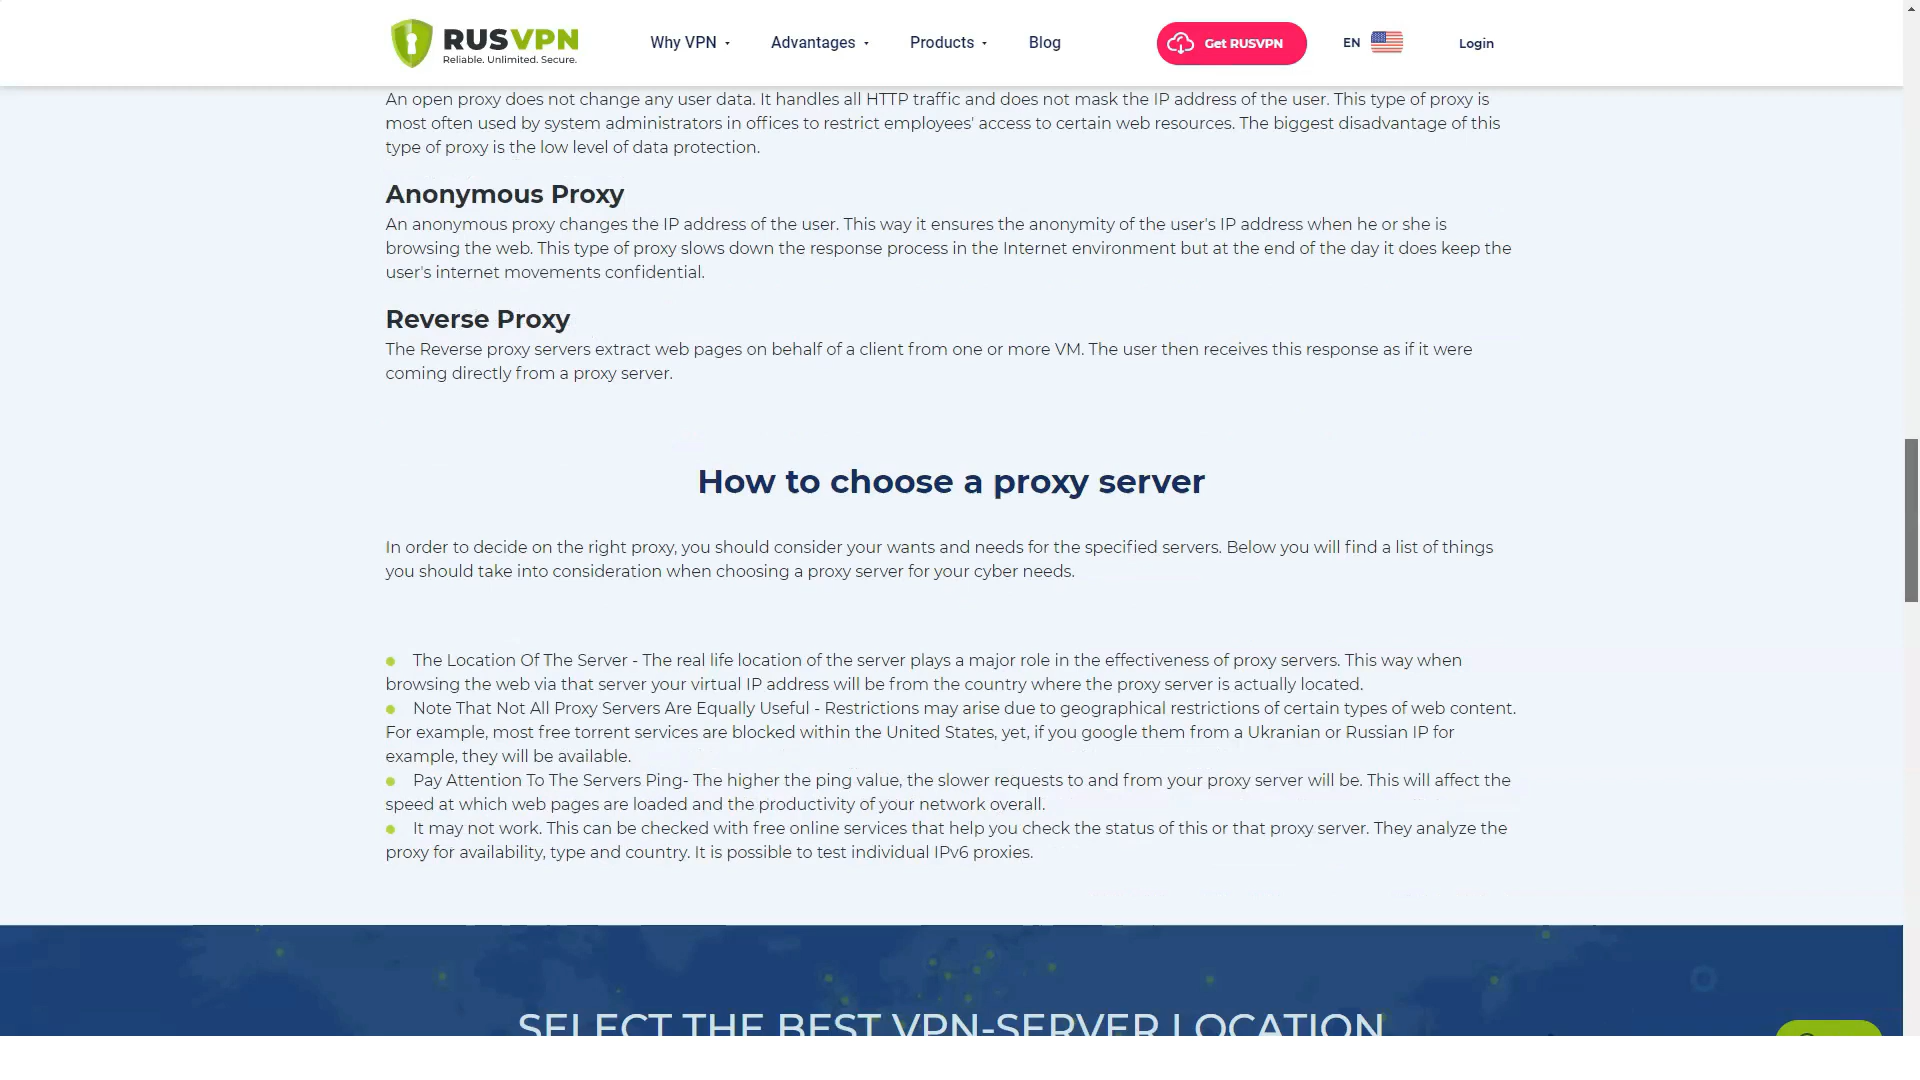 RUSVPN
Reliable. Unlimited. Secure.
Why VPN
Advantages
Products
Blog
Get RUSVPN
EN
Login
An open proxy does not change any user data. It handles all HTTP traffic and does not mask the IP address of the user. This type of proxy is
most often used by system administrators in offices to restrict employees' access to certain web resources. The biggest disadvantage of this
type of proxy is the low level of data protection.
Anonymous Proxy
An anonymous proxy changes the IP address of the user. This way it ensures the anonymity of the user's IP address when he or she is
browsing the web. This type of proxy slows down the response process in the Internet environment but at the end of the day it does keep the
user's internet movements confidential.
Reverse Proxy
The Reverse proxy servers extract web pages on behalf of a client from one or more VM. The user then receives this response as if it were
coming directly from a proxy server.
How to choose a proxy server
In order to decide on the right proxy, you should consider your wants and needs for the specified servers. Below you will find a list of things
you should take into consideration when choosing a proxy server for your cyber needs.
The Location Of The Server - The real life location of the server plays a major role in the effectiveness of proxy servers. This way when
browsing the web via that server your virtual IP address will be from the country where the proxy server is actually located.
Note That Not All Proxy Servers Are Equally Useful - Restrictions may arise due to geographical restrictions of certain types of web content.
For example, most free torrent services are blocked within the United States, yet, if you google them from a Ukranian or Russian IP for
example, they will be available.
Pay Attention To The Servers Ping- The higher the ping value, the slower requests to and from your proxy server will be. This will affect the
speed at which web pages are loaded and the productivity of your network overall.
It may not work. This can be checked with free online services that help you check the status of this or that proxy server. They analyze the
proxy for availability, type and country. It is possible to test individual IPv6 proxies.
SELECT THE BEST VPN-SERVER LOCATION